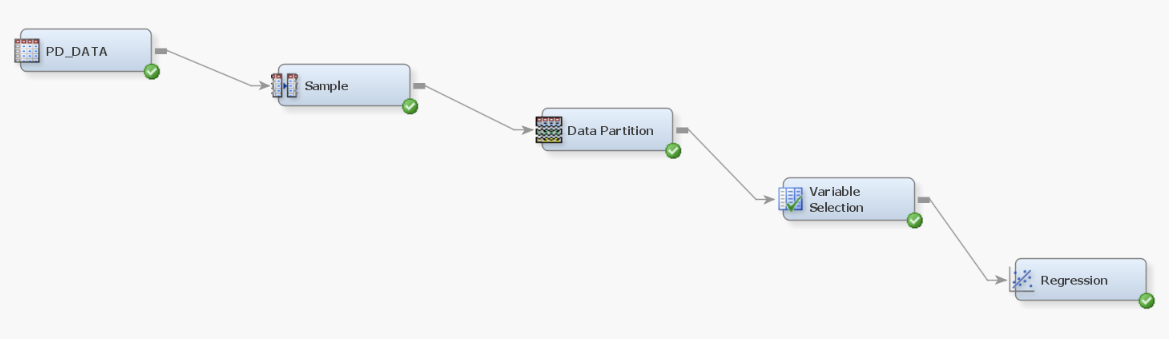 PD_DATA
Sample
Data Partition
Variable
Selection
Regression